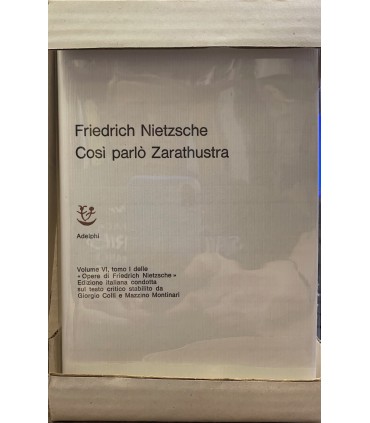 Friedrich Nietzsche
Così parlò Zarathustra
Adelphi
Volume VI, tomo I delle
«Opere di Friedrich Nietzsche»
Edizione italiana condotta
sul testo critico stabilito da
Giorgio Colli e Mazzino Montinari